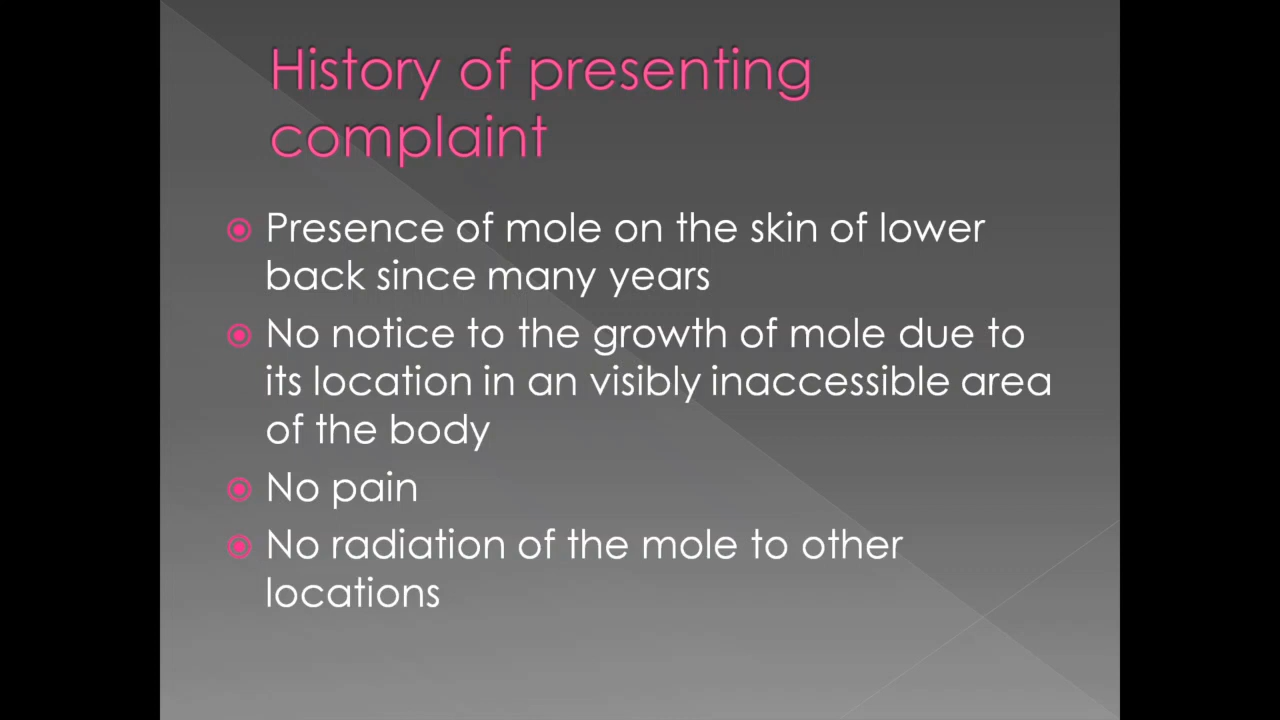 History of presenting
complaint
Presence of mole on the skin of lower
back since many years
No notice to the growth of mole due to
its location in an visibly inaccessible area
of the body
No pain
No radiation of the mole to other
locations